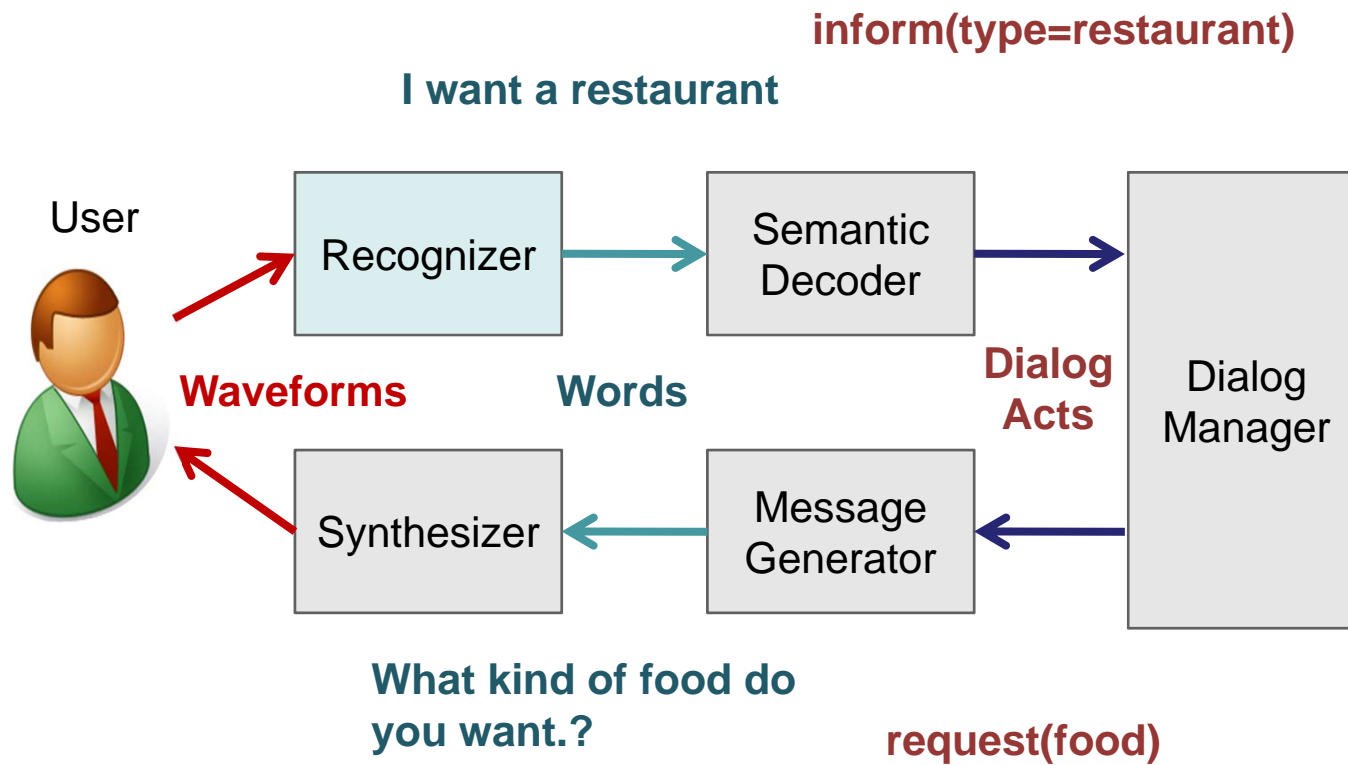 inform(type=restaurant)
I want a restaurant
User
Recognizer
Semantic
Decoder
Dialog
Manager
Waveforms
Words
Dialog
Acts
Synthesizer
Message
Generator
What kind of food do
you want.?
request(food)